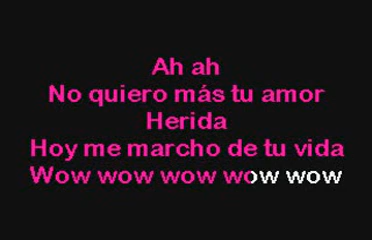 Ah ah
No quiero más tu amor
Herida
Hoy me marcho de tu vida
Wow wow wow wow wow